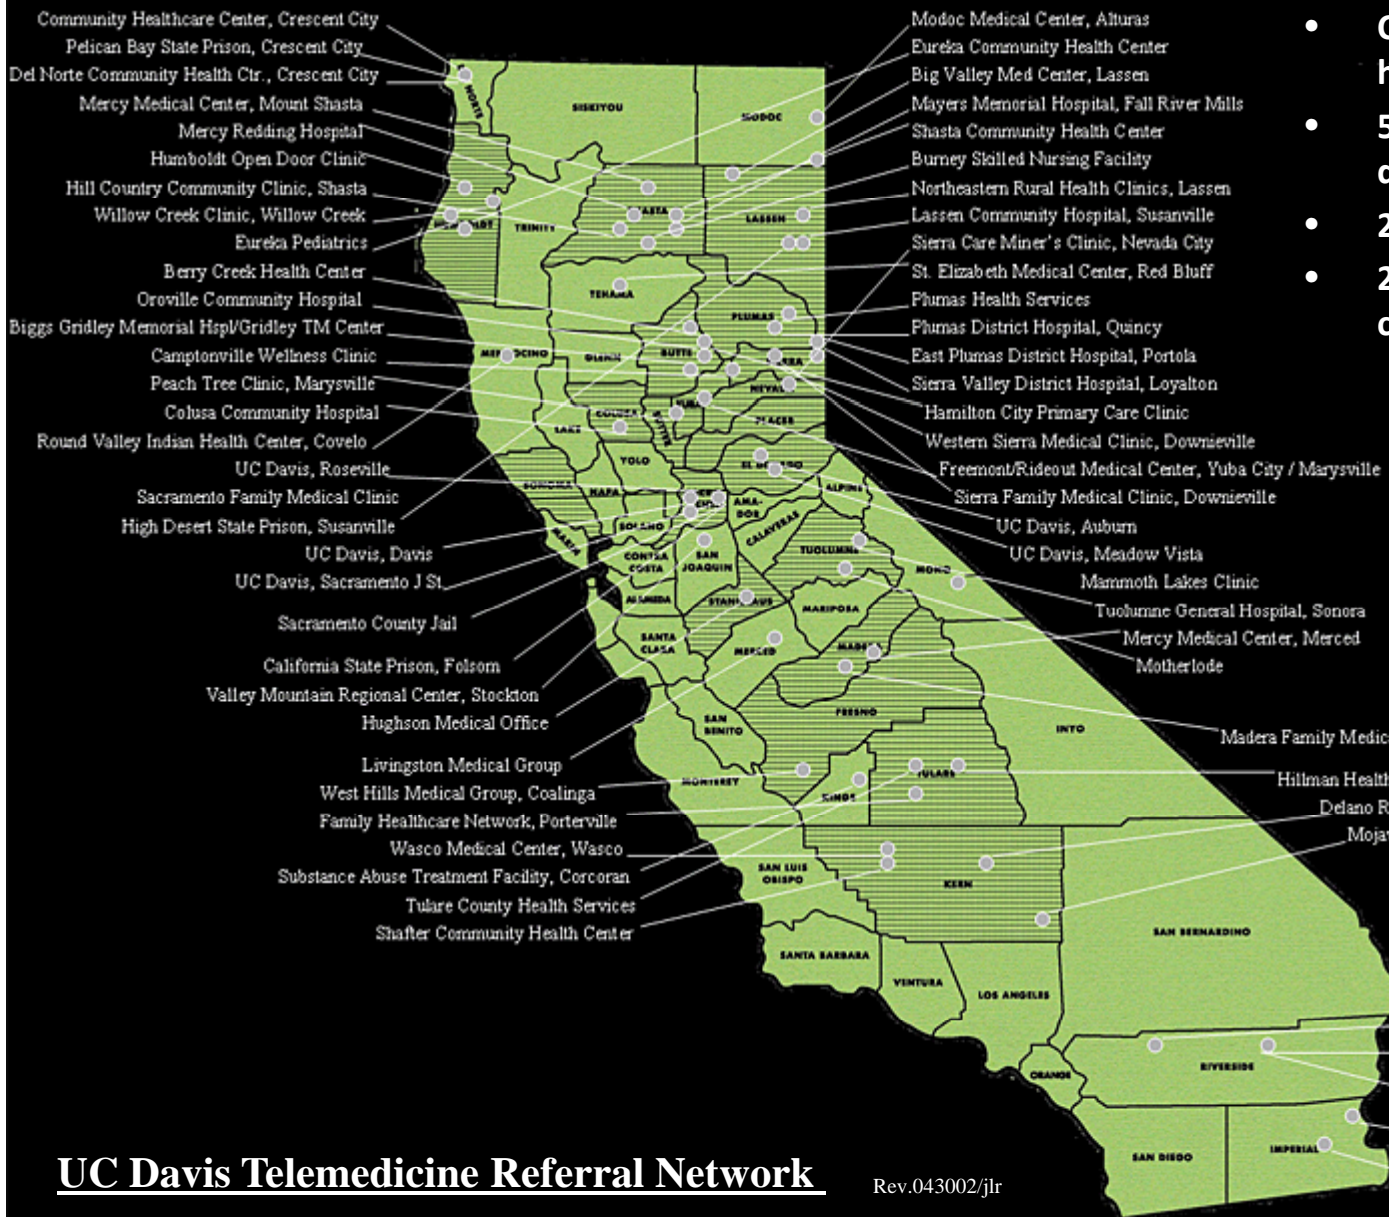 Community Healthcare Center, Crescent City
Pelican Bay State Prison, Crescent City
Del Norte Community Health Ctr., Crescent City
Mercy Medical Center, Mount Shasta
Mercy Redding Hospital
Humboldt Open Door Clinic
Hill Country Community Clinic, Shasta
Willow Creek Clinic, Willow Creek
Eureka Pediatrics
Berry Creek Health Center
Oroville Community Hospital
Biggs Gridley Memorial Hspl/Gridley TM Center
Camptonville Wellness Clinic
Peach Tree Clinic, Marysville
Colusa Community Hospital
Round Valley Indian Health Center, Covelo
UC Davis, Roseville
Sacramento Family Medical Clinic
High Desert State Prison, Susanville
UC Davis, Davis
UC Davis, Sacramento J St.
Sacramento County Jail
California State Prison, Folsom
Valley Mountain Regional Center, Stockton
Hughson Medical Office
Livingston Medical Group
West Hills Medical Group, Coalinga
Family Healthcare Network, Porterville
Wasco Medical Center, Wasco
Substance Abuse Treatment Facility, Corcoran
Tulare County Health Services
Shafter Community Health Center
Modoc Medical Center, Alturas
Eureka Community Health Center
Big Valley Med Center, Lassen
Mayers Memorial Hospital, Fall River Mills
Shasta Community Health Center
Burney Skilled Nursing Facility
Northeastern Rural Health Clinics, Lassen
Lassen Community Hospital, Susanville
Sierra Care Miner's Clinic, Nevada City
St. Elizabeth Medical Center, Red Bluff
Plumas Health Services
Plumas District Hospital, Quincy
East Plumas District Hospital, Portola
Sierra Valley District Hospital, Loyalton
Hamilton City Primary Care Clinic
Western Sierra Medical Clinic, Downieville
Freemont/Rideout Medical Center, Yuba City / Marysville
Sierra Family Medical Clinic, Downieville
UC Davis, Auburn
UC Davis, Meadow Vista
Mammoth Lakes Clinic
Tuolumne General Hospital, Sonora
Mercy Medical Center, Merced
Motherlode
Madera Family
Hillman Health
Delano
• 
h
• 5
• 2
• 2
SISKIYOU
MODOC
TRINITY
LASSEN
TEHAMA
PLUMAS
GLENN
BUTTE
LAKE
SUTTER
PLACER
YOLO
SONOMA
NAPA
SOLANO
AMA-
DOR
ALPINE
CALAVERAS
MARIN
CONTRA
COSTA
SAN
JOAQUIN
TUOLUMNE
MONO
ALAMEDA
MARIPOSA
SANTA
CLARA
MERCED
MADERA
SAN
BENITO
FRESNO
INYO
MONTEREY
KINGS
TULARE
SAN LUIS
OBISPO
KERN
SAN BERNARDINO
SANTA BARBARA
VENTURA
LOS ANGELES
ORANGE
RIVERSIDE
SAN DIEGO
IMPERIAL
UC Davis Telemedicine Referral Network
Rev.043002/jlr